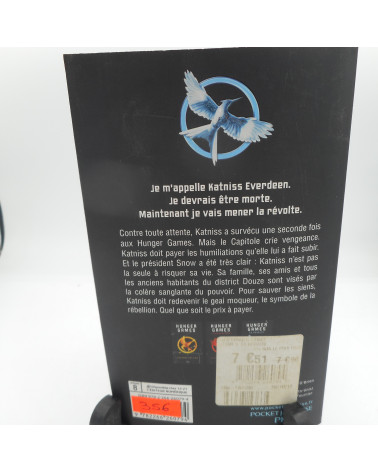 Je m'appelle Katniss Everdeen.
Je devrais être morte.
Maintenant je vais mener la révolte.
Contre toute attente, Katniss a survécu une seconde fois
aux Hunger Games. Mais le Capitole crie vengeance.
Katniss doit payer les humiliations qu'elle lui a fait subir.
Et le président Snow a été très clair : Katniss n'est pas
la seule à risquer sa vie. Sa famille, ses amis et tous
les anciens habitants du district Douze sont visés par
la colère sanglante du pouvoir. Pour sauver les siens,
Katniss doit redevenir le geai moqueur, le symbole de la
rébellion. Quel que soit le prix à payer.
HUNGER GAMES
HUNGER GAMES
HUNGER GAMES
7 €51
POCKET